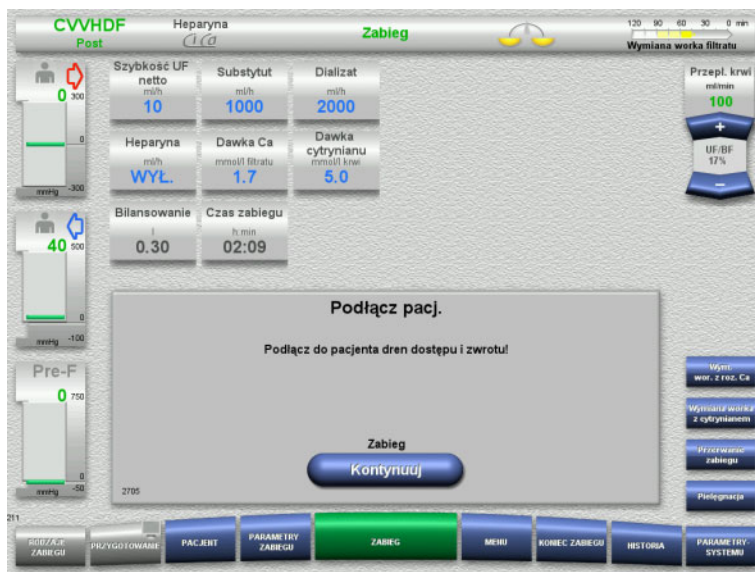 CVVHDF
Post
Heparyna
Ci Ca
Zabieg
120 90 60 30 0 min
Wymiana worka filtratu
0
300
0
-300
mmHg
40
500
0
-100
mmHg
Pre-F
0
750
0
-50
mmHg
Szybkość UF
netto
ml/h
10
Substytut
ml/h
1000
Dializat
ml/h
2000
Heparyna
ml/h
WYŁ.
Dawka Ca
mmol/l filtratu
1.7
Dawka
cytrynianu
mmol/l krwi
5.0
Bilansowanie
l
0.30
Czas zabiegu
h:min
02:09
Przepł. krwi
ml/min
100
+
UF/BF
17%
−
Podłącz pacj.
Podłącz do pacjenta dren dostępu i zwrotu!
Zabieg
Kontynuuj
2705
Wym.
wor. z roz. Ca
Wymiana worka
z cytrynianem
Przerwanie
zabiegu
Pielęgnacja
211
RODZAJE
ZABIEGU
PRZYGOTOWANIE
PACJENT
PARAMETRY
ZABIEGU
ZABIEG
MENU
KONIEC ZABIEGU
HISTORIA
PARAMETRY-
SYSTEMU